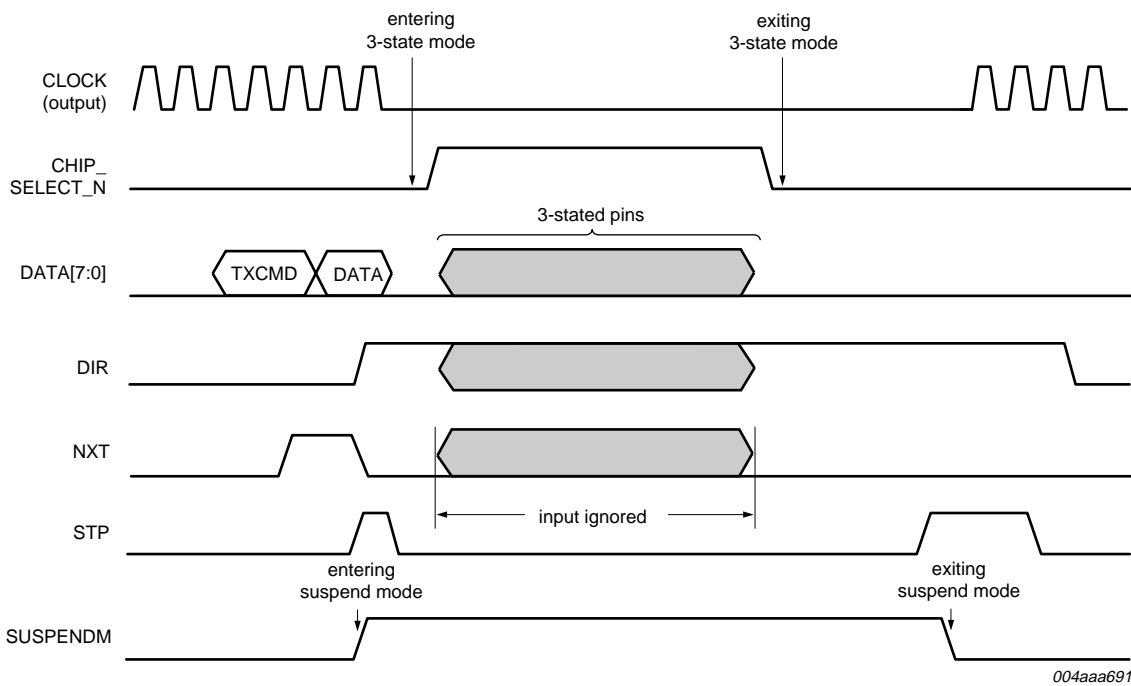 entering
3-state mode
exiting
3-state mode
CLOCK
(output)
CHIP_
SELECT_N
3-stated pins
DATA[7:0]
TXCMD
DATA
DIR
NXT
input ignored
STP
entering
suspend mode
exiting
suspend mode
SUSPENDM
004aaa691